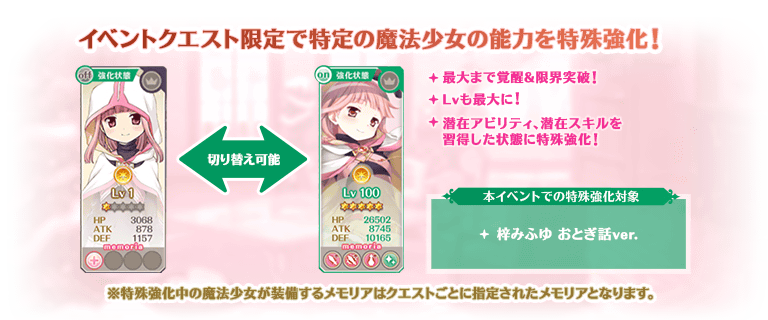 イベントクエスト限定で特定の魔法少女の能力を特殊強化！
off 強化状態
Lv 1
HP 3068
ATK 878
DEF 1157
memoria
切り替え可能
on 強化状態
Lv 100
HP 26502
ATK 8745
DEF 10165
memoria
最大まで覚醒&限界突破！
Lvも最大に！
潜在アビリティ、潜在スキルを
習得した状態に特殊強化！
本イベントでの特殊強化対象
梓みふゆ おとぎ話ver.
※特殊強化中の魔法少女が装備するメモリアはクエストごとに指定されたメモリアとなります。